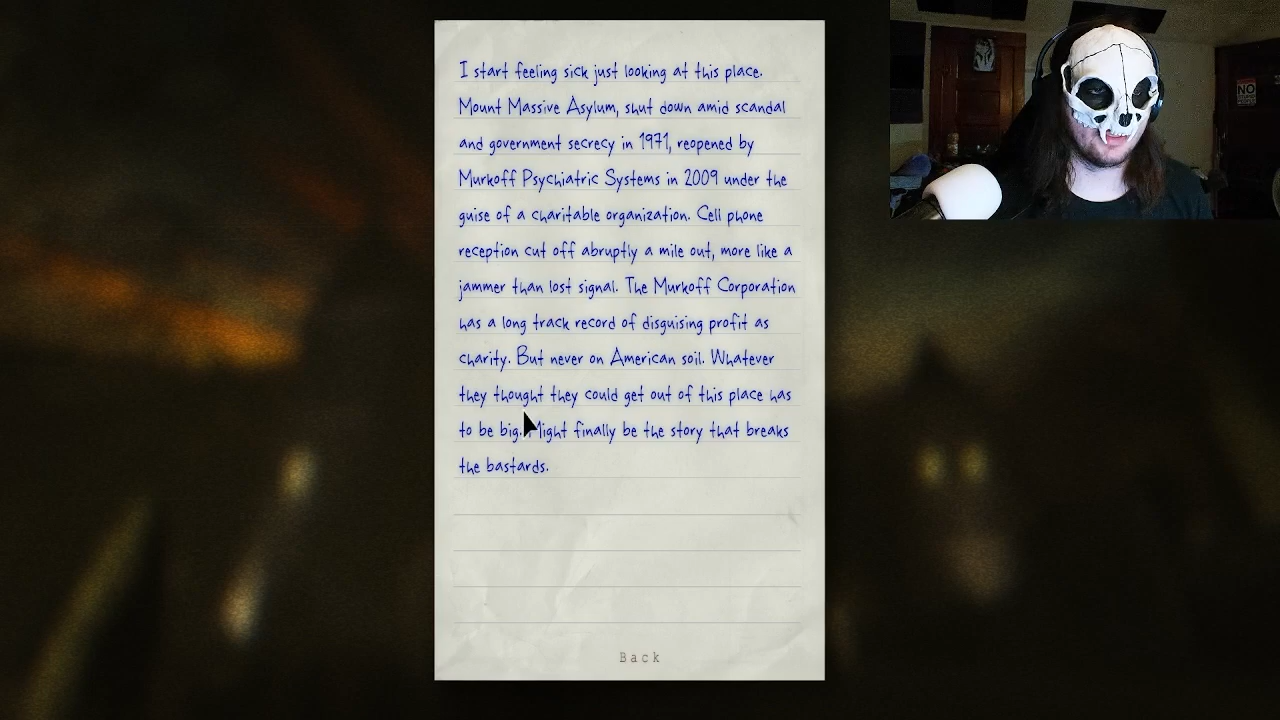 I start feeling sick just looking at this place.
Mount Massive Asylum, shut down amid scandal
and government secrecy in 1971, reopened by
Murkoff Psychiatric Systems in 2009 under the
guise of a charitable organization. Cell phone
reception cut off abruptly a mile out, more like a
jammer than lost signal. The Murkoff Corporation
has a long track record of disguising profit as
charity. But never on American soil. Whatever
they thought they could get out of this place has
to be big. Might finally be the story that breaks
the bastards.
Back
NO